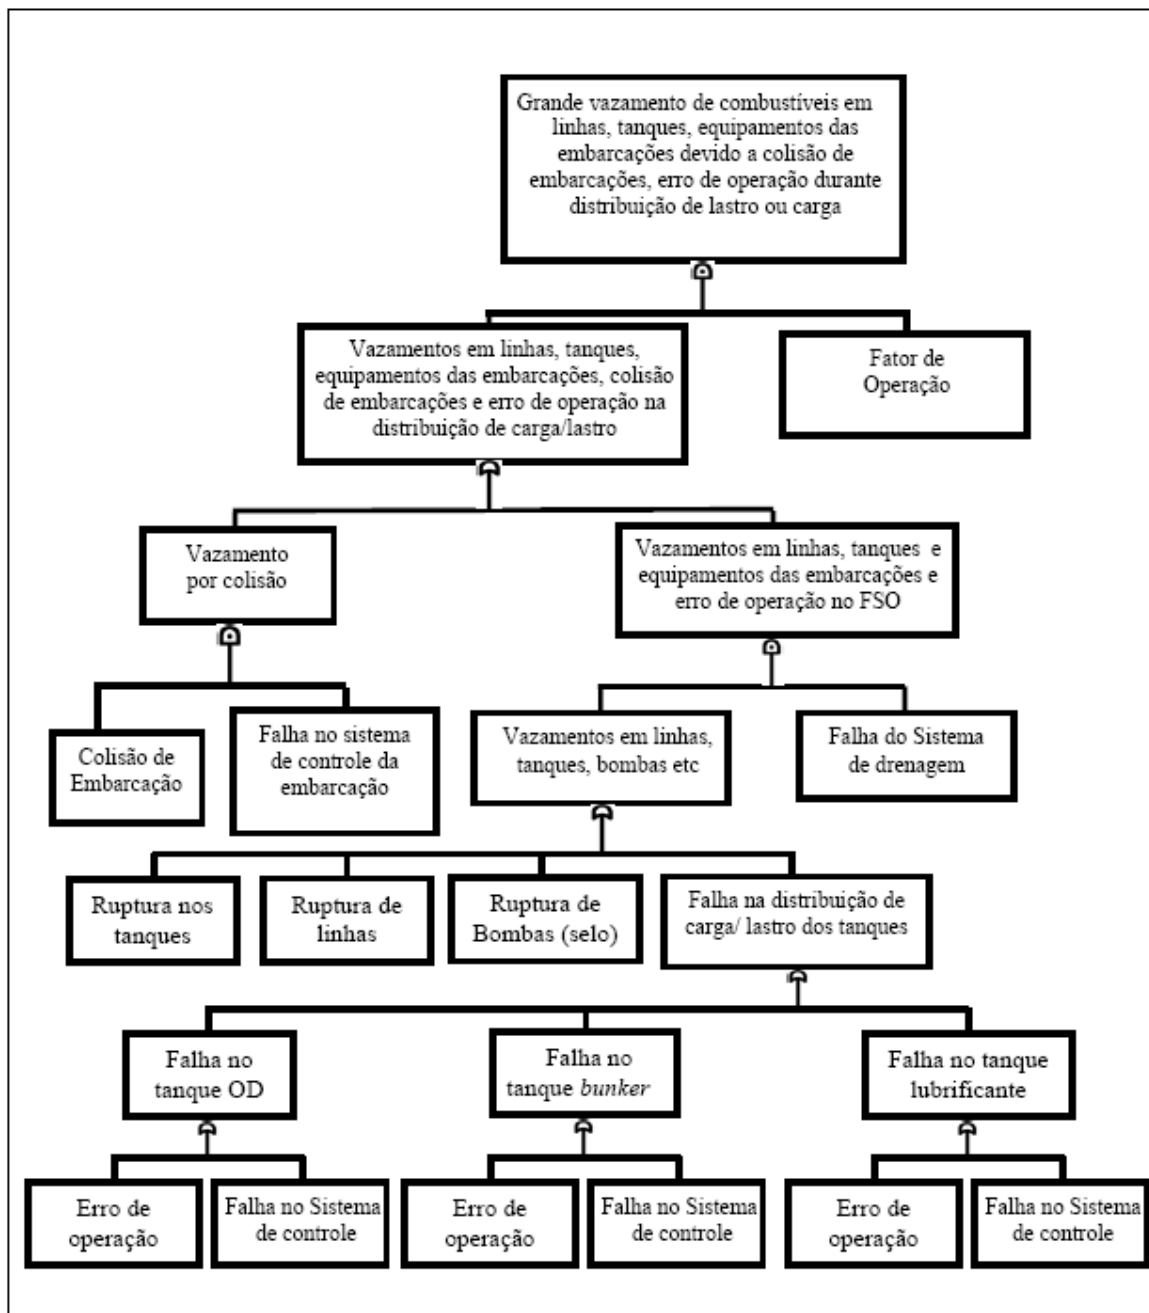 Grande vazamento de combustíveis em
linhas, tanques, equipamentos das
embarcações devido a colisão de
embarcações, erro de operação durante
distribuição de lastro ou carga
Vazamentos em linhas, tanques,
equipamentos das embarcações, colisão
de embarcações e erro de operação na
distribuição de carga/lastro
Fator de
Operação
Vazamento
por colisão
Vazamentos em linhas, tanques e
equipamentos das embarcações e
erro de operação no FSO
Colisão de
Embarcação
Falha no sistema
de controle da
embarcação
Vazamentos em linhas,
tanques, bombas etc
Falha do Sistema
de drenagem
Ruptura nos
tanques
Ruptura de
linhas
Ruptura de
Bombas (selo)
Falha na distribuição de
carga/ lastro dos tanques
Falha no
tanque OD
Falha no
tanque bunker
Falha no tanque
lubrificante
Erro de
operação
Falha no Sistema
de controle
Erro de
operação
Falha no Sistema
de controle
Erro de
operação
Falha no Sistema
de controle